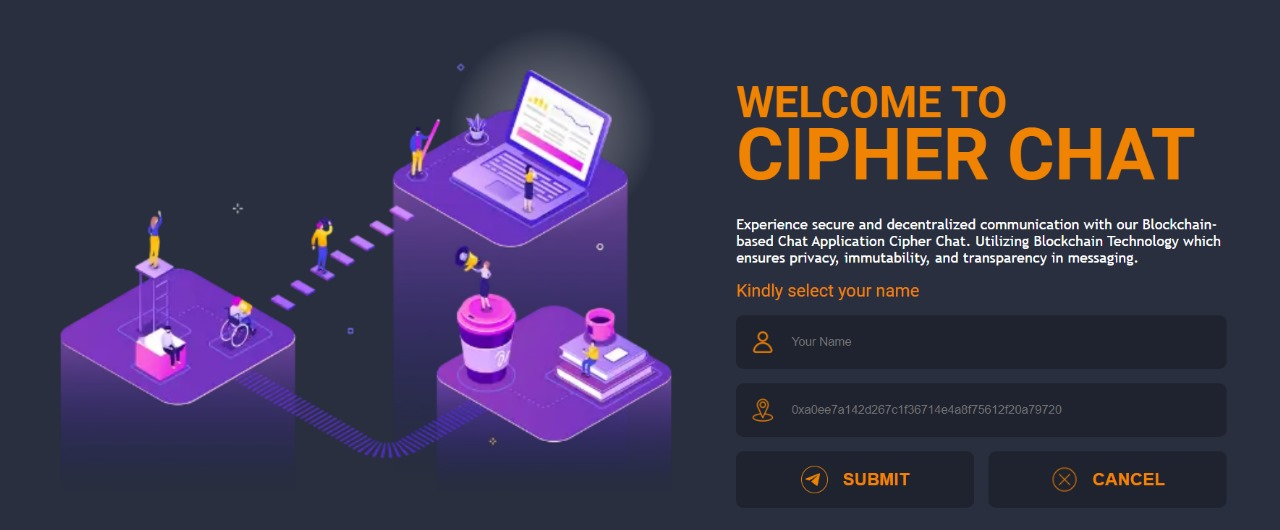 WELCOME TO
CIPHER CHAT
Experience secure and decentralized communication with our Blockchain-
based Chat Application Cipher Chat. Utilizing Blockchain Technology which
ensures privacy, immutability, and transparency in messaging.
Kindly select your name
Your Name
0xa0ee7a142d267c1f36714e4a8f75612f20a79720
SUBMIT
CANCEL